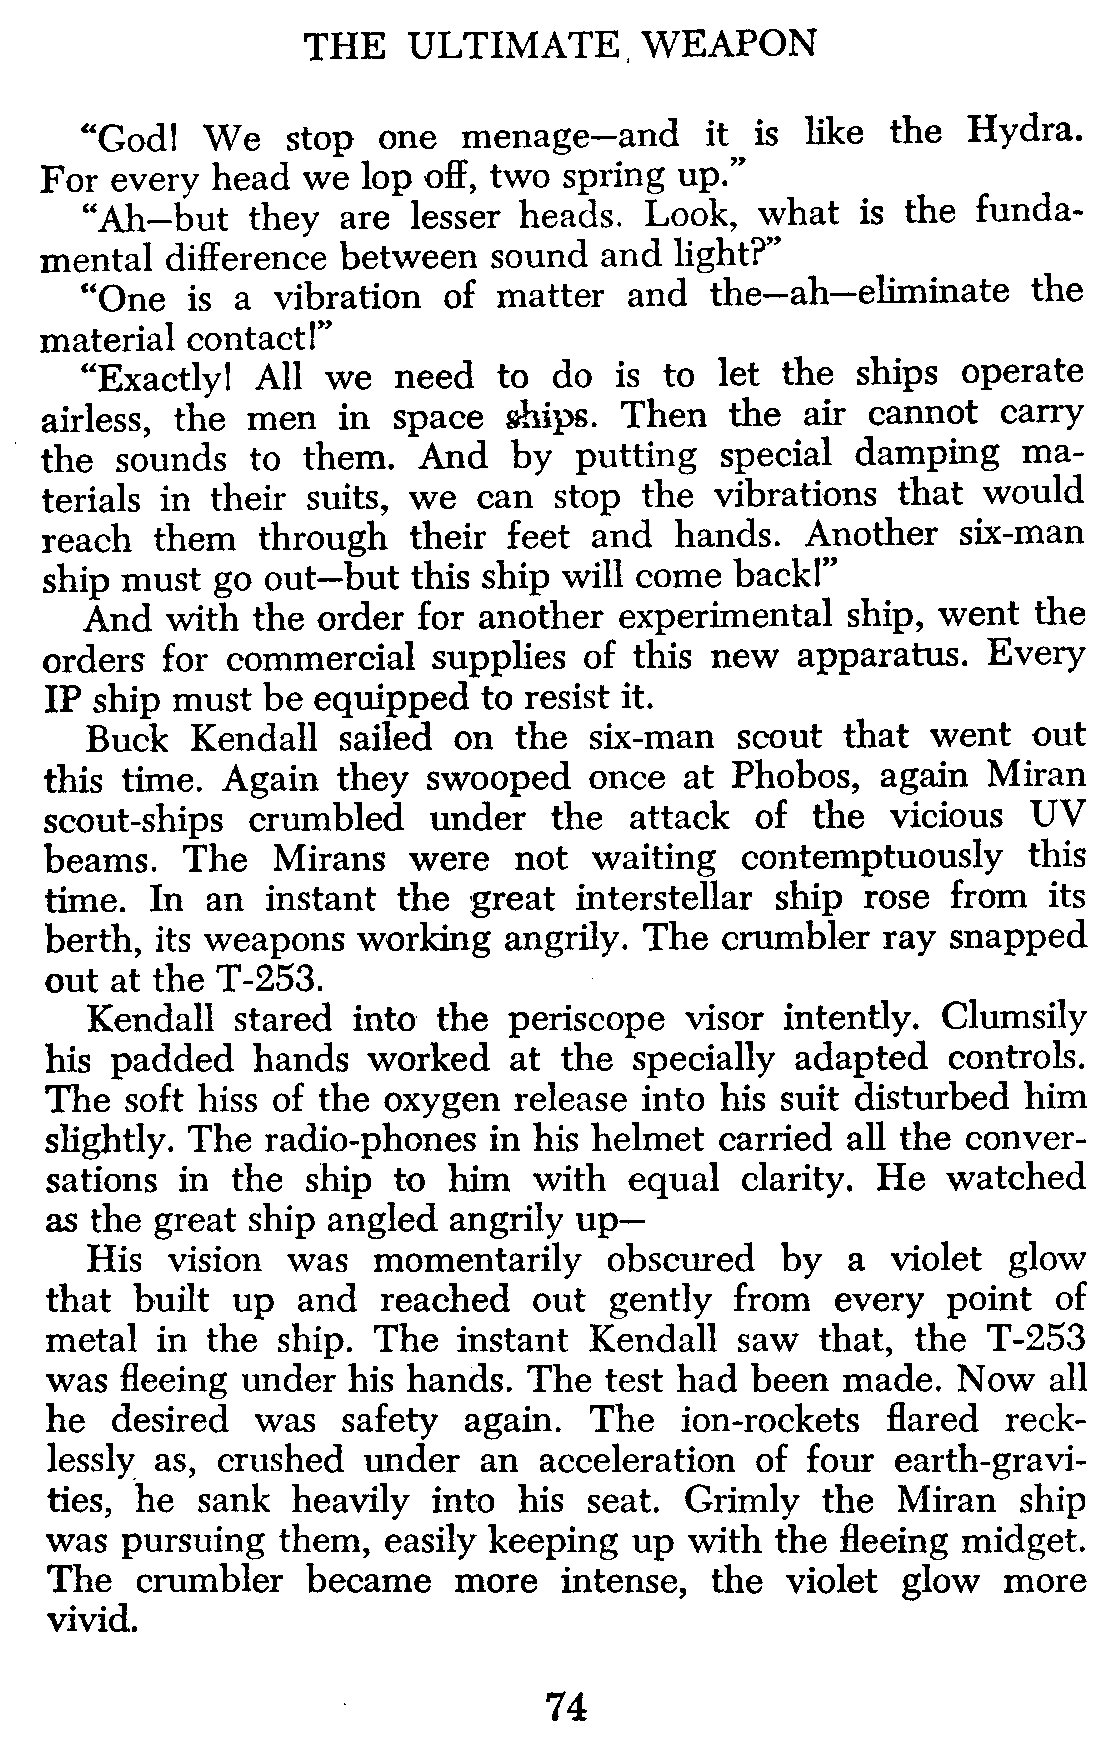 THE ULTIMATE WEAPON
“God! We stop one menage—and it is like the Hydra.
For every head we lop off, two spring up.”
“Ah—but they are lesser heads. Look, what is the funda-
mental difference between sound and light?”
“One is a vibration of matter and the—ah—eliminate the
material contact!”
“Exactly! All we need to do is to let the ships operate
airless, the men in space ships. Then the air cannot carry
the sounds to them. And by putting special damping ma-
terials in their suits, we can stop the vibrations that would
reach them through their feet and hands. Another six-man
ship must go out—but this ship will come back!”
And with the order for another experimental ship, went the
orders for commercial supplies of this new apparatus. Every
IP ship must be equipped to resist it.
Buck Kendall sailed on the six-man scout that went out
this time. Again they swooped once at Phobos, again Miran
scout-ships crumbled under the attack of the vicious UV
beams. The Mirans were not waiting contemptuously this
time. In an instant the great interstellar ship rose from its
berth, its weapons working angrily. The crumbler ray snapped
out at the T-253.
Kendall stared into the periscope visor intently. Clumsily
his padded hands worked at the specially adapted controls.
The soft hiss of the oxygen release into his suit disturbed him
slightly. The radio-phones in his helmet carried all the conver-
sations in the ship to him with equal clarity. He watched
as the great ship angled angrily up—
His vision was momentarily obscured by a violet glow
that built up and reached out gently from every point of
metal in the ship. The instant Kendall saw that, the T-253
was fleeing under his hands. The test had been made. Now all
he desired was safety again. The ion-rockets flared reck-
lessly as, crushed under an acceleration of four earth-gravi-
ties, he sank heavily into his seat. Grimly the Miran ship
was pursuing them, easily keeping up with the fleeing midget.
The crumbler became more intense, the violet glow more
vivid.
74